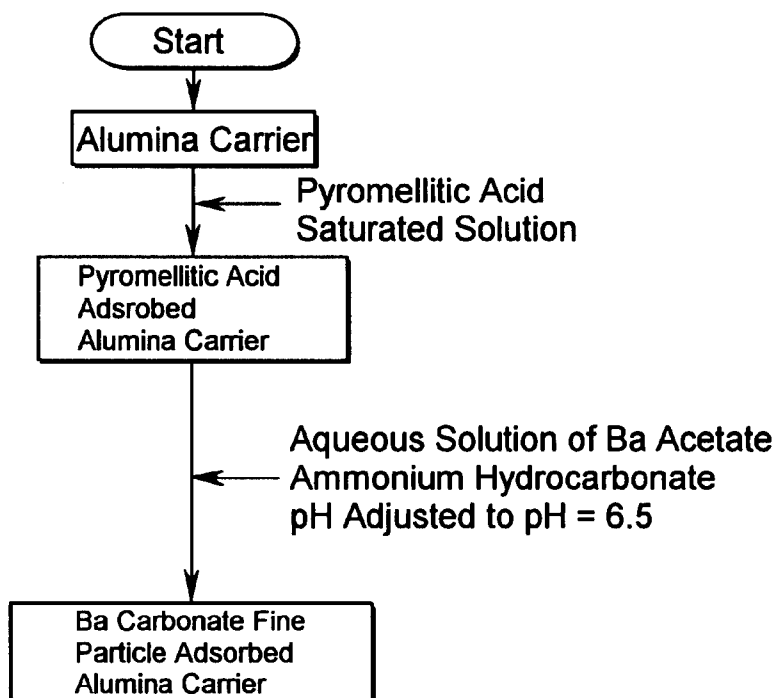 Start
Alumina Carrier
Pyromellitic Acid
Saturated Solution
Pyromellitic Acid
Adsrobed
Alumina Carrier
Aqueous Solution of Ba Acetate
Ammonium Hydrocarbonate
pH Adjusted to pH = 6.5
Ba Carbonate Fine
Particle Adsorbed
Alumina Carrier